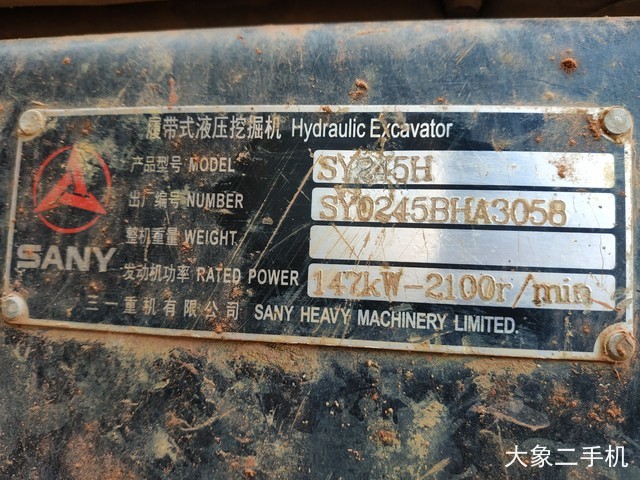 履带式液压挖掘机 Hydraulic Excavator
产品型号 MODEL SY245H
出厂编号 NUMBER SY0245BHA3058
整机重量 WEIGHT
SANY
发动机功率 RATED POWER 147kW-2100r/min
三一重机有限公司 SANY HEAVY MACHINERY LIMITED.
大象二手机